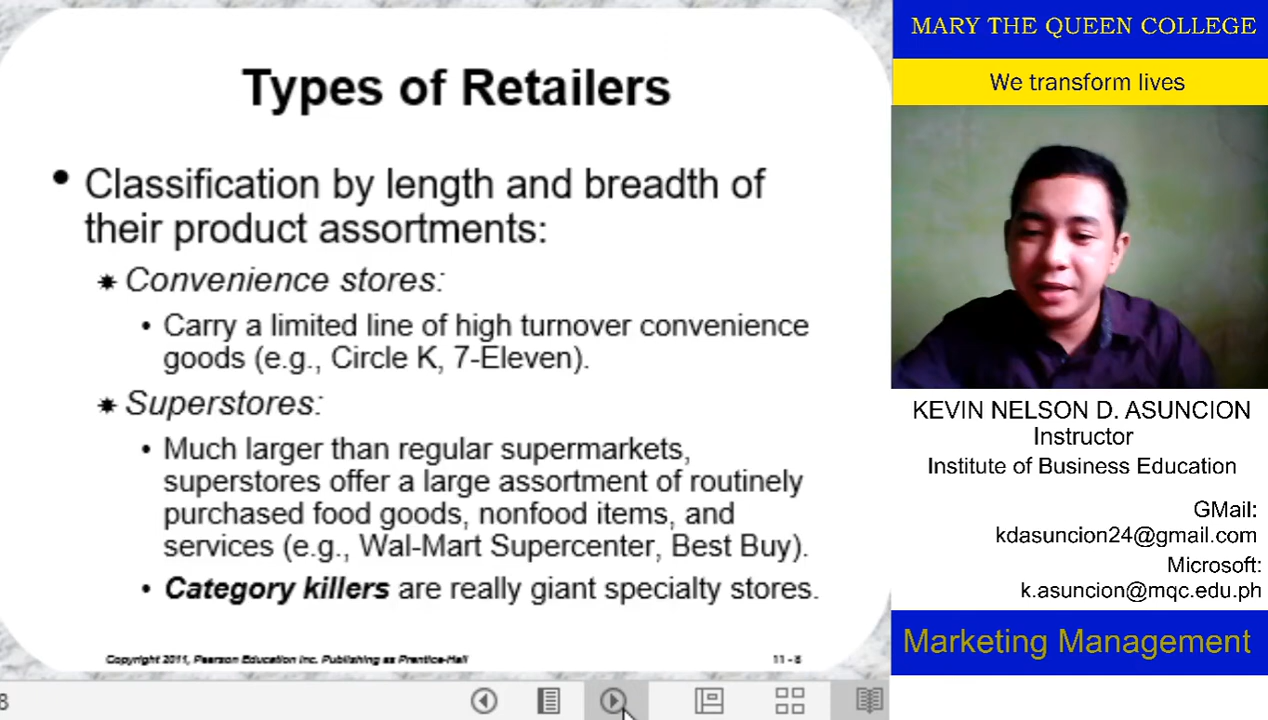 Types of Retailers
• Classification by length and breadth of
their product assortments:
✷ Convenience stores:
• Carry a limited line of high turnover convenience
goods (e.g., Circle K, 7-Eleven).
✷ Superstores:
• Much larger than regular supermarkets,
superstores offer a large assortment of routinely
purchased food goods, nonfood items, and
services (e.g., Wal-Mart Supercenter, Best Buy).
• Category killers are really giant specialty stores.
Copyright 2011, Pearson Education Inc. Publishing as Prentice-Hall
11 - 8
8
MARY THE QUEEN COLLEGE
We transform lives
KEVIN NELSON D. ASUNCION
Instructor
Institute of Business Education
GMail:
kdasuncion24@gmail.com
Microsoft:
k.asuncion@mqc.edu.ph
Marketing Management